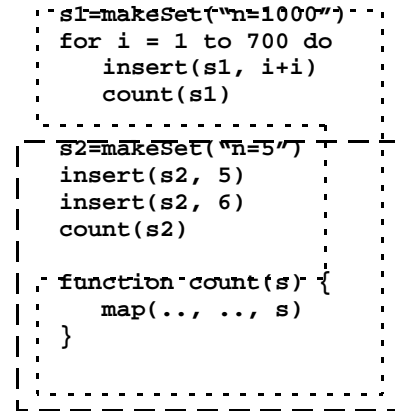 s1=makeSet("n=1000")
for i = 1 to 700 do
insert(s1, i+i)
count(s1)
s2=makeSet("n=5")
insert(s2, 5)
insert(s2, 6)
count(s2)
function count(s) {
map(.., .., s)
}